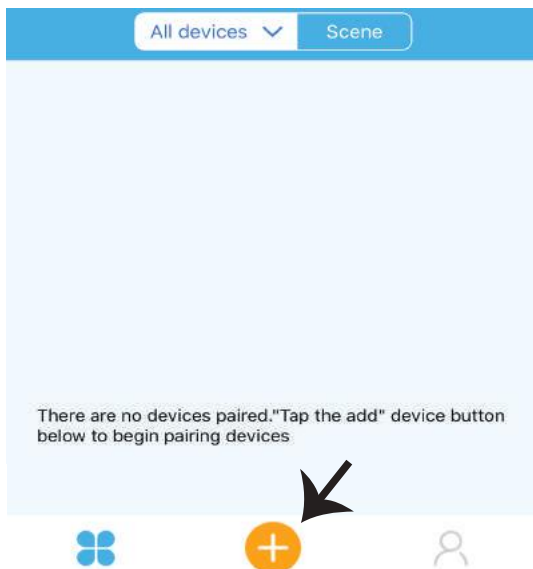 All devices Scene
There are no devices paired."Tap the add" device button
below to begin pairing devices